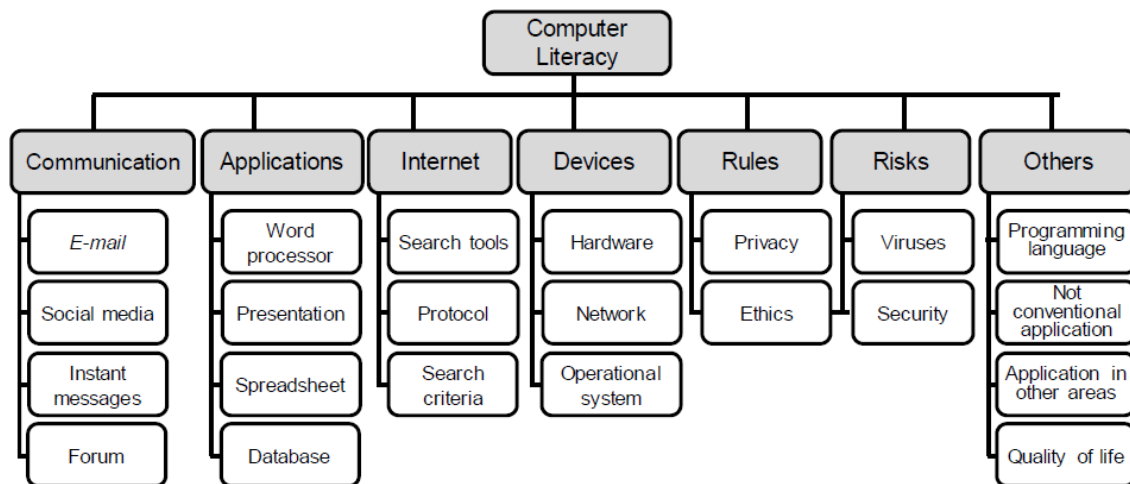 Computer
Literacy
Communication
Applications
Internet
Devices
Rules
Risks
Others
E-mail
Social media
Instant
messages
Forum
Word
processor
Presentation
Spreadsheet
Database
Search tools
Protocol
Search
criteria
Hardware
Network
Operational
system
Privacy
Ethics
Viruses
Security
Programming
language
Not
conventional
application
Application in
other areas
Quality of life